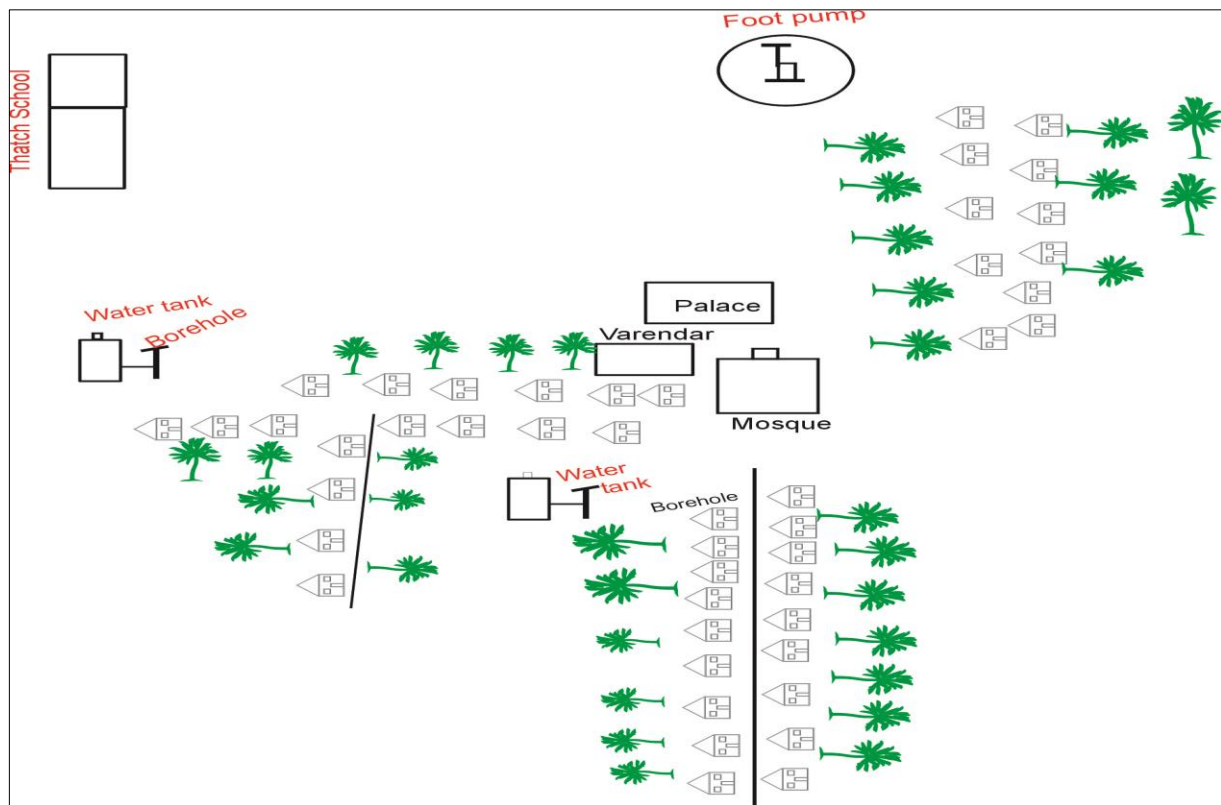 Foot pump
Thatch School
Water tank
Borehole
Palace
Varendar
Mosque
Water
tank
Borehole